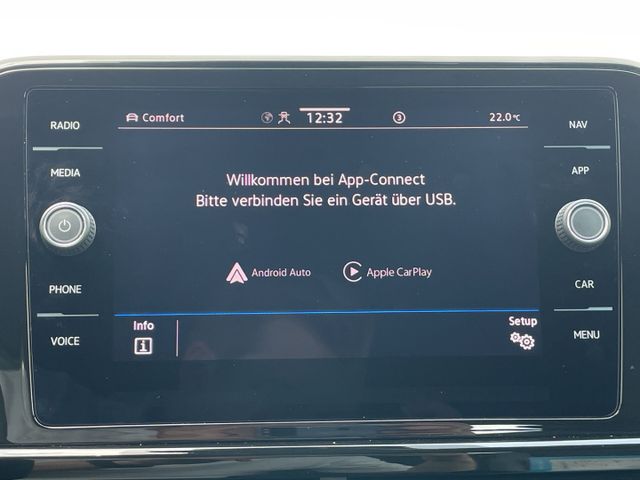 RADIO
MEDIA
PHONE
VOICE
Comfort
12:32
3
22.0°C
Willkommen bei App-Connect
Bitte verbinden Sie ein Gerät über USB.
Android Auto
Apple CarPlay
Info
Setup
NAV
APP
CAR
MENU